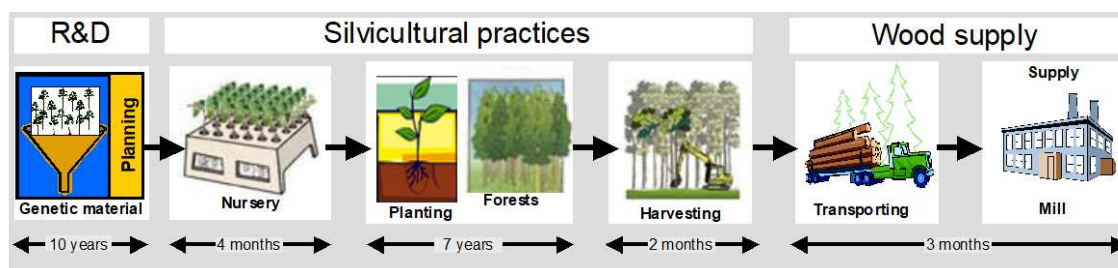 R&D
Silvicultural practices
Wood supply
Planning
Genetic material
Nursery
Planting
Forests
Harvesting
Transporting
Supply
Mill
10 years
4 months
7 years
2 months
3 months